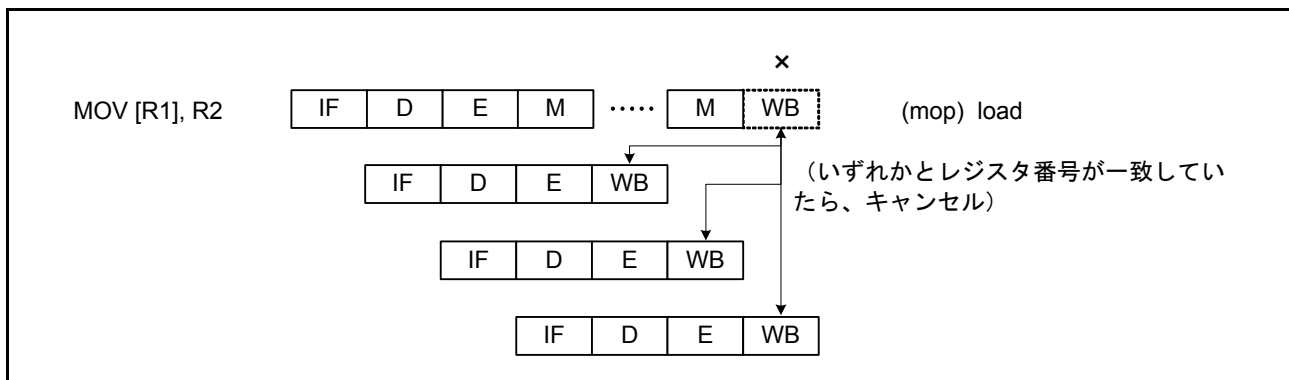 ×
MOV [R1], R2 IF D E M ····· M WB (mop) load
IF D E WB
（いずれかとレジスタ番号が一致してい
たら、キャンセル）
IF D E WB
IF D E WB